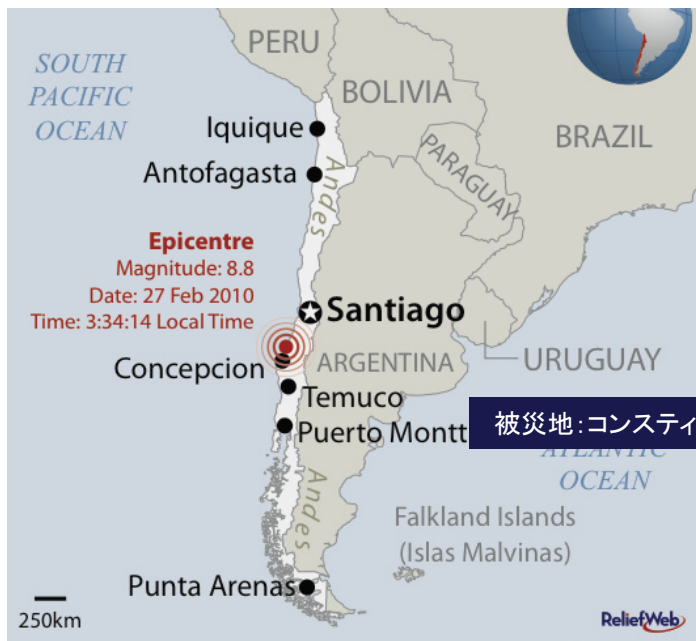 PERU
SOUTH
PACIFIC
OCEAN
BOLIVIA
BRAZIL
Iquique
PARAGUAY
Antofagasta
Andes
Epicentre
Magnitude: 8.8
Date: 27 Feb 2010
Time: 3:34:14 Local Time
Santiago
Concepcion
ARGENTINA
URUGUAY
Temuco
被災地:コンスティ
Puerto Montt
ATLANTIC
OCEAN
Andes
Falkland Islands
(Islas Malvinas)
Punta Arenas
250km
ReliefWeb